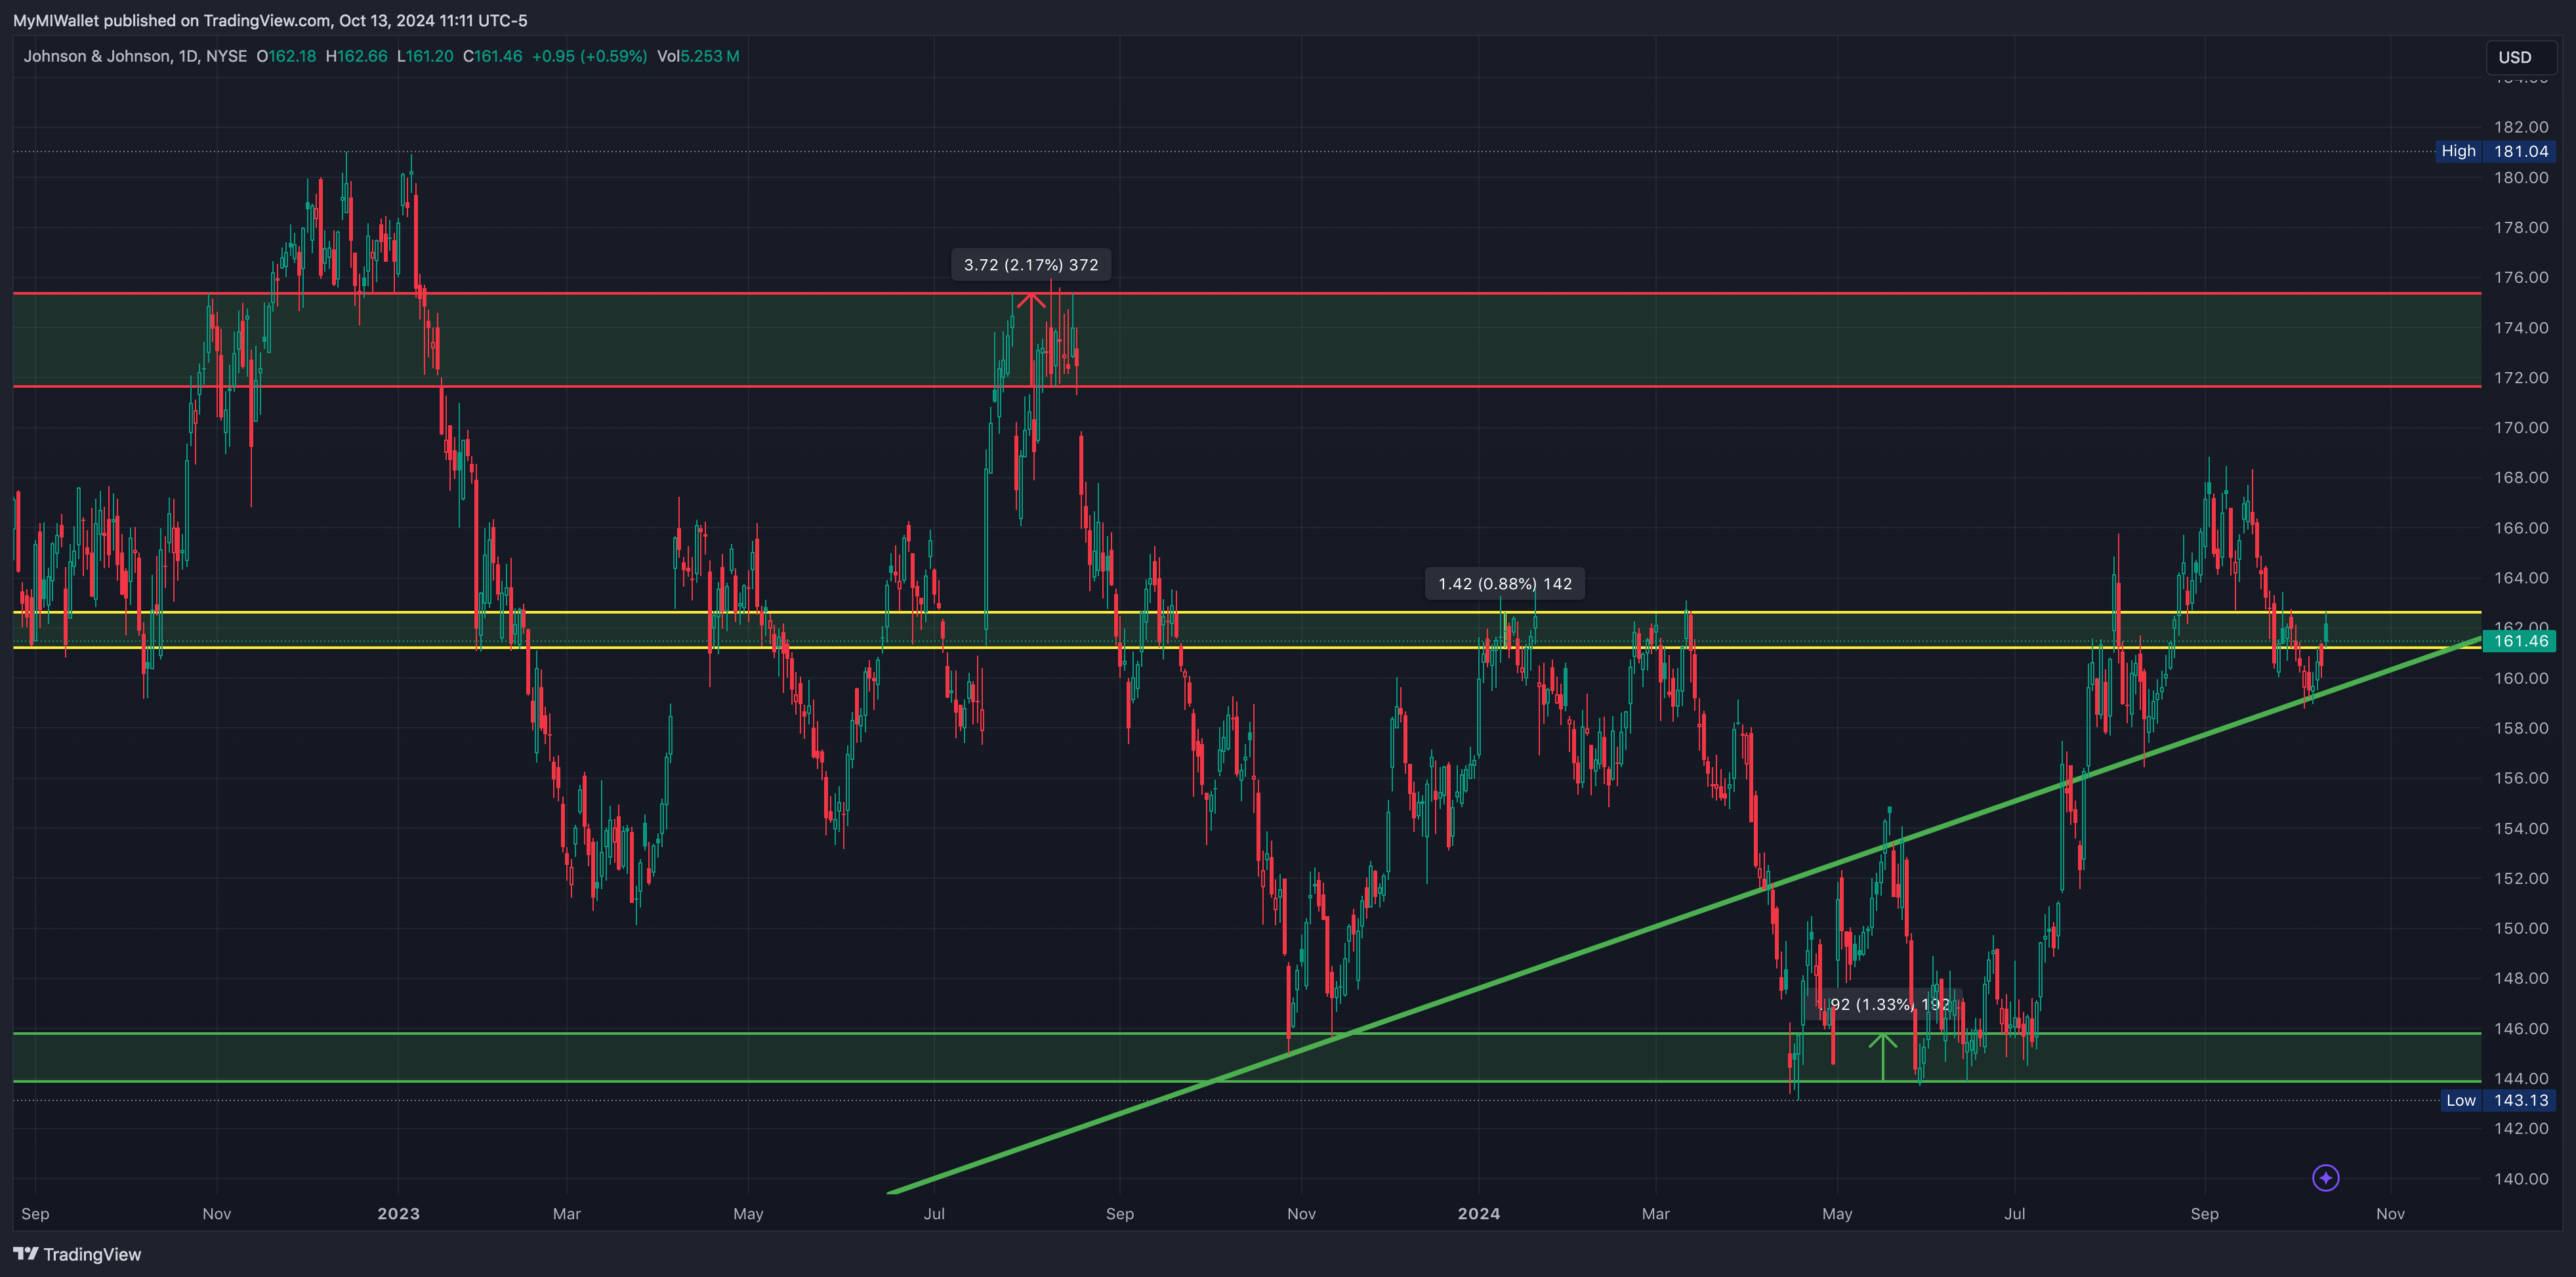 MyMIWallet published on TradingView.com, Oct 13, 2024 11:11 UTC-5
Johnson & Johnson, 1D, NYSE O162.18 H162.66 L161.20 C161.46 +0.95 (+0.59%) Vol5.253 M
USD
182.00
High 181.04
180.00
178.00
3.72 (2.17%) 372
176.00
174.00
172.00
170.00
168.00
166.00
1.42 (0.88%) 142
164.00
162.00
161.46
160.00
158.00
156.00
154.00
152.00
150.00
148.00
92 (1.33%) 192
146.00
144.00
Low 143.13
142.00
140.00
Sep Nov 2023 Mar May Jul Sep Nov 2024 Mar May Jul Sep Nov
TradingView